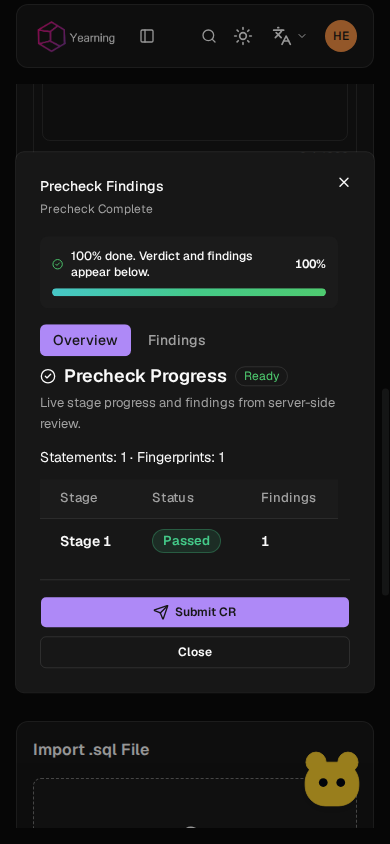 Yearning
HE
Precheck Findings
Precheck Complete
100% done. Verdict and findings
appear below.
100%
Overview
Findings
Precheck Progress
Ready
Live stage progress and findings from server-side
review.
Statements: 1 · Fingerprints: 1
Stage Status Findings
Stage 1 Passed 1
Submit CR
Close
Import .sql File